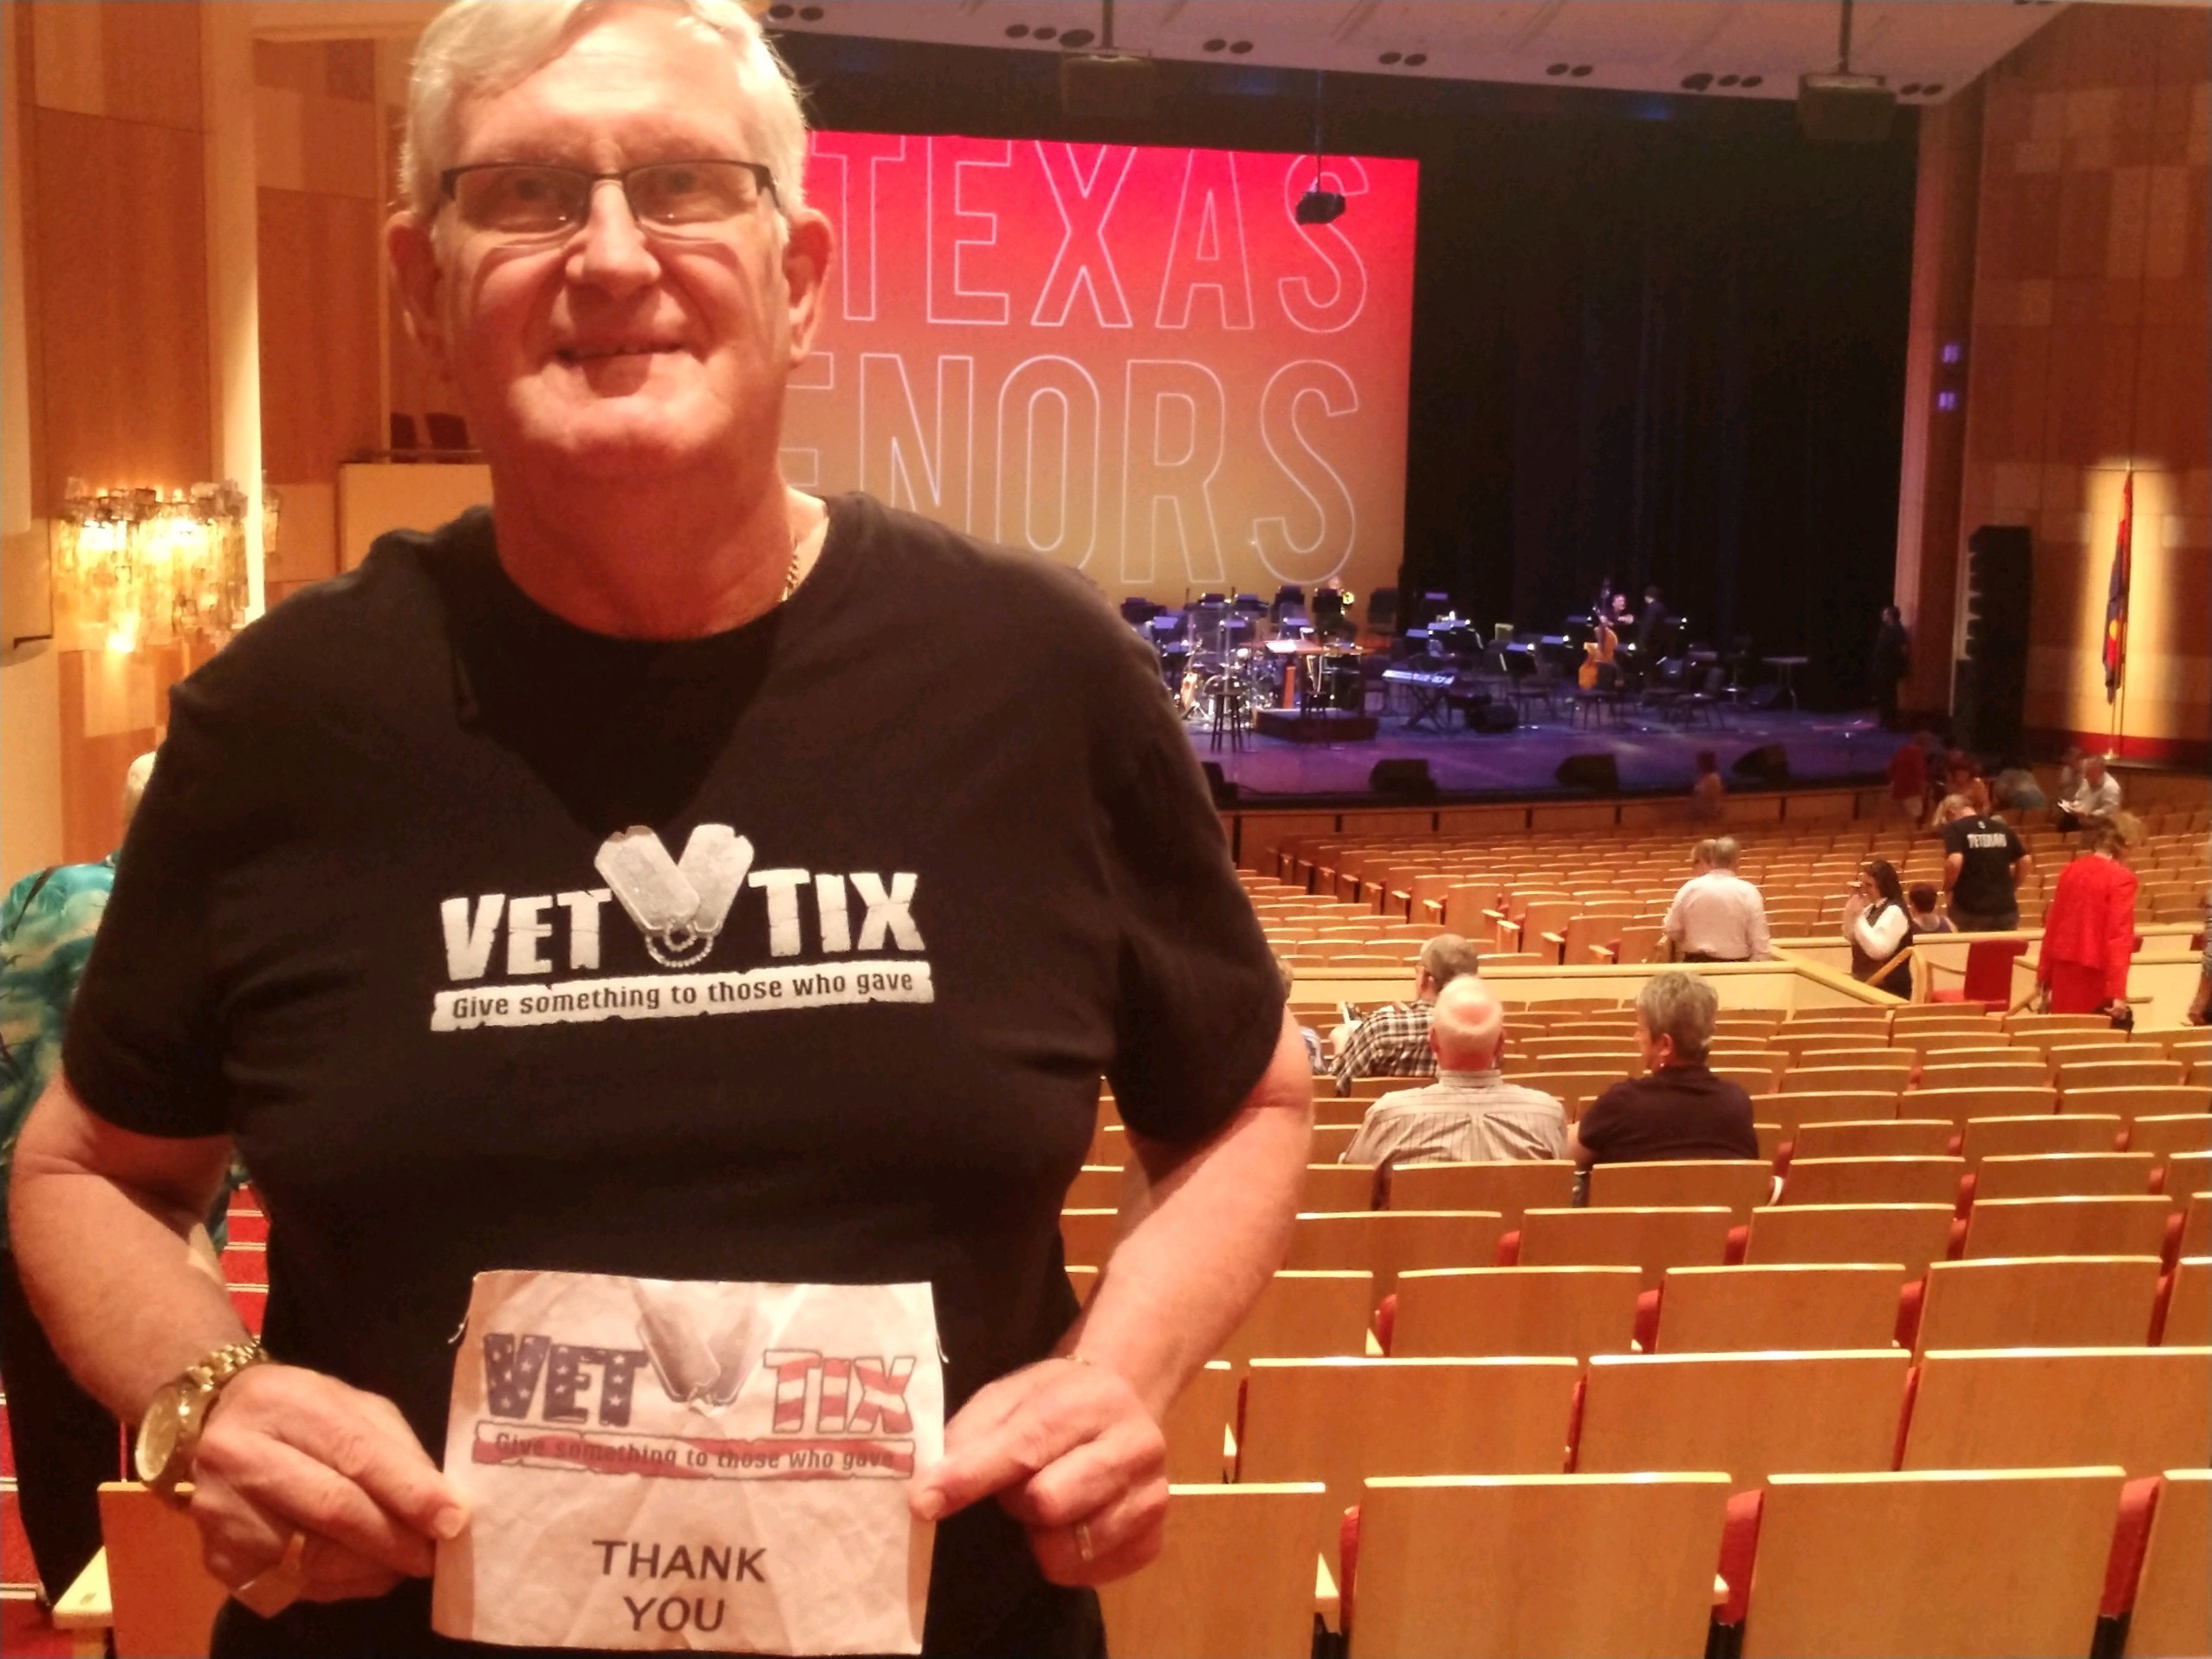 TEXAS
ENORS
VETERAN
VET TIX
Give something to those who gave
VET TIX
Give something to those who gave
THANK
YOU